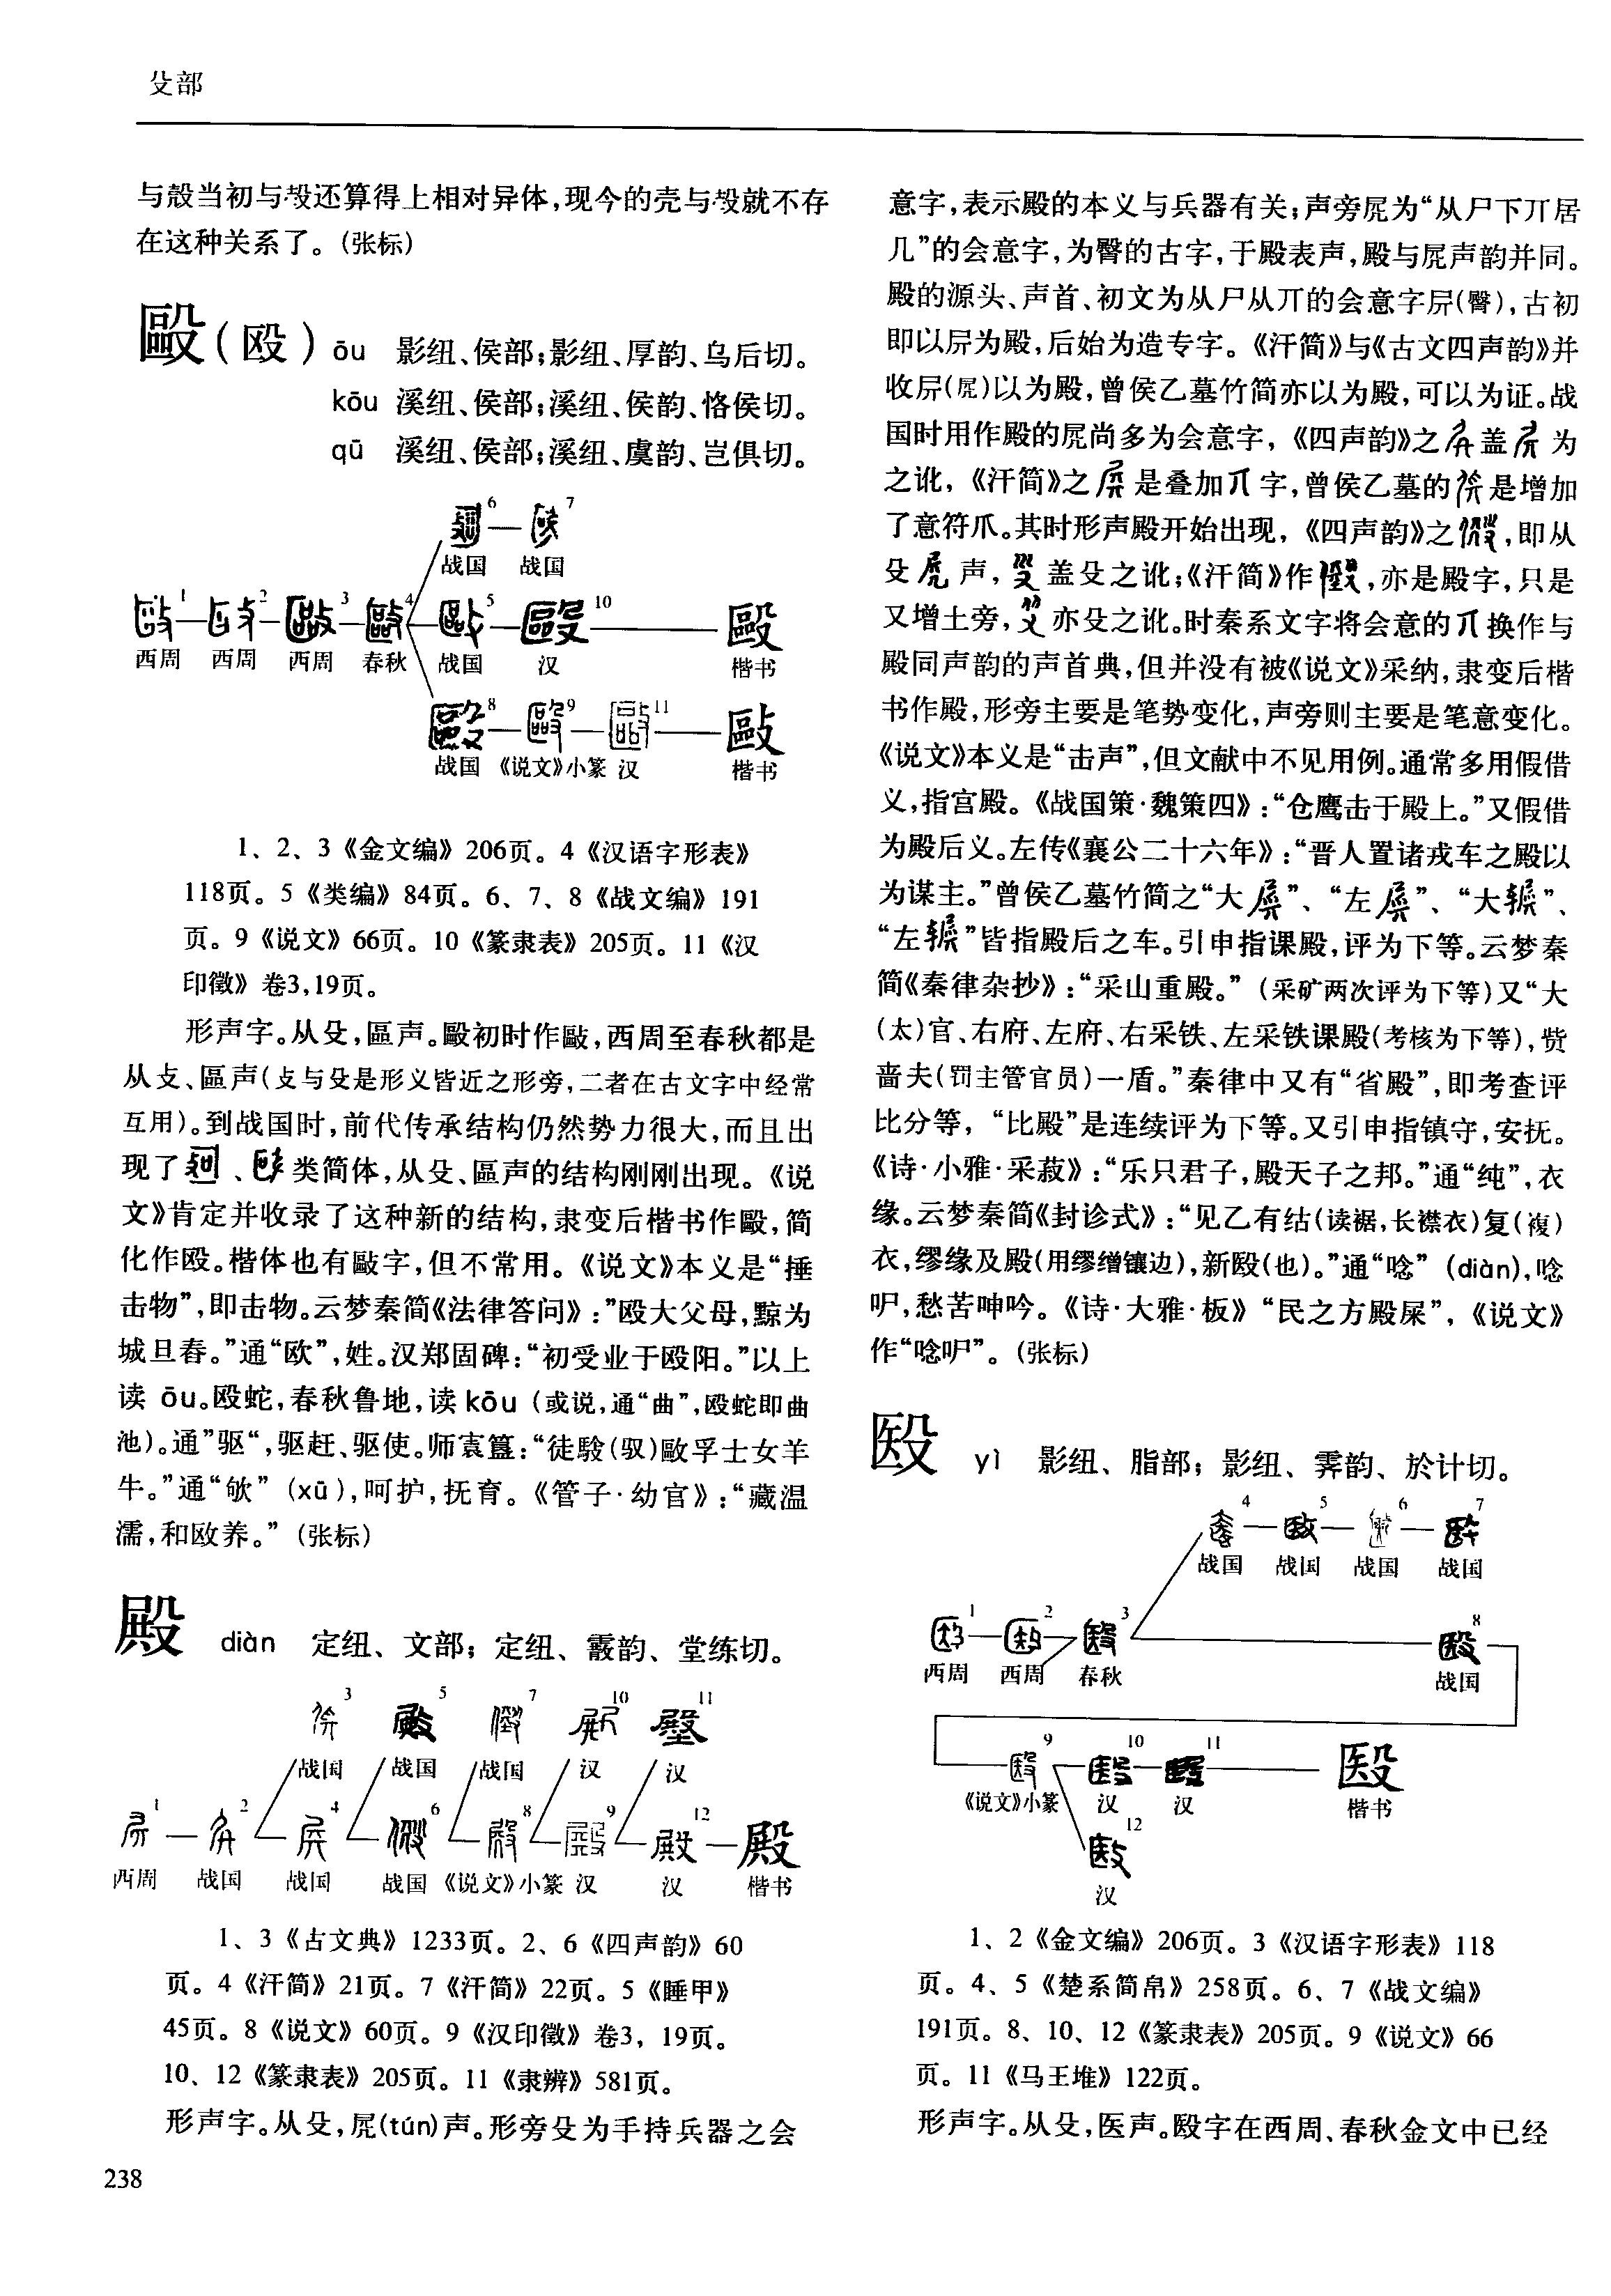 殳部
与殻当初与㱿还算得上相对异体,现今的壳与㱿就不存
在这种关系了。(张标)
毆(殴) ōu 影纽、侯部;影纽、厚韵、乌后切。
kōu 溪纽、侯部;溪纽、侯韵、恪侯切。
qū 溪纽、侯部;溪纽、虞韵、岂俱切。
6 7
战国 战国
1 2 3 4 5 10 毆
西周 西周 西周 春秋 战国 汉 楷书
8 9 11 敺
战国 《说文》小篆 汉 楷书
1、2、3《金文编》206页。4《汉语字形表》
118页。5《类编》84页。6、7、8《战文编》191
页。9《说文》66页。10《篆隶表》205页。11《汉
印徵》卷3,19页。
形声字。从殳,區声。毆初时作敺,西周至春秋都是
从攴、區声(攴与殳是形义皆近之形旁,二者在古文字中经常
互用)。到战国时,前代传承结构仍然势力很大,而且出
现了 、 类简体,从殳、區声的结构刚刚出现。《说
文》肯定并收录了这种新的结构,隶变后楷书作毆,简
化作殴。楷体也有敺字,但不常用。《说文》本义是“捶
击物”,即击物。云梦秦简《法律答问》:”殴大父母,黥为
城旦舂。”通“欧”,姓。汉郑固碑:“初受业于殴阳。”以上
读 ōu。殴蛇,春秋鲁地,读 kōu (或说,通“曲”,殴蛇即曲
池)。通”驱“,驱赶、驱使。师㝨簋:“徒騶(驭)敺孚士女羊
牛。”通“欨” (xū),呵护,抚育。《管子·幼官》:“藏温
濡,和殴养。” (张标)
殿 diàn 定纽、文部; 定纽、霰韵、堂练切。
3 5 7 10 11
战国 战国 战国 汉 汉
1 2 4 6 8 9 12 殿
西周 战国 战国 战国 《说文》小篆 汉 汉 楷书
1、3《古文典》1233页。2、6《四声韵》60
页。4《汗简》21页。7《汗简》22页。5《睡甲》
45页。8《说文》60页。9《汉印徵》卷3, 19页。
10、12《篆隶表》205页。11《隶辨》581页。
形声字。从殳,㞑(tún)声。形旁殳为手持兵器之会
意字,表示殿的本义与兵器有关;声旁㞑为“从尸下丌居
几”的会意字,为臀的古字,于殿表声,殿与㞑声韵并同。
殿的源头、声首、初文为从尸从丌的会意字𡱒(臀),古初
即以𡱒为殿,后始为造专字。《汗简》与《古文四声韵》并
收𡱒(㞑)以为殿,曾侯乙墓竹简亦以为殿,可以为证。战
国时用作殿的㞑尚多为会意字, 《四声韵》之 盖 为
之讹, 《汗简》之 是叠加丌字,曾侯乙墓的 是增加
了意符爪。其时形声殿开始出现, 《四声韵》之 ,即从
殳 声, 盖殳之讹;《汗简》作 ,亦是殿字,只是
又增土旁, 亦殳之讹。时秦系文字将会意的丌换作与
殿同声韵的声首典,但并没有被《说文》采纳,隶变后楷
书作殿,形旁主要是笔势变化,声旁则主要是笔意变化。
《说文》本义是“击声”,但文献中不见用例。通常多用假借
义,指宫殿。《战国策·魏策四》:“仓鹰击于殿上。”又假借
为殿后义。左传《襄公二十六年》:“晋人置诸戎车之殿以
为谋主。”曾侯乙墓竹简之“大 ”、 “左 ”、 “大 ”、
“左 ”皆指殿后之车。引申指课殿,评为下等。云梦秦
简《秦律杂抄》:“采山重殿。” (采矿两次评为下等)又“大
(太)官、右府、左府、右采铁、左采铁课殿(考核为下等),赀
啬夫(罚主管官员)一盾。”秦律中又有“省殿”,即考查评
比分等, “比殿”是连续评为下等。又引申指镇守,安抚。
《诗·小雅·采菽》:“乐只君子,殿天子之邦。”通“纯”,衣
缘。云梦秦简《封诊式》:“见乙有结(读裾,长襟衣)复(複)
衣,缪缘及殿(用缪缯镶边),新殹(也)。”通“唸” (diàn),唸
吚,愁苦呻吟。《诗·大雅·板》“民之方殿屎”, 《说文》
作“唸吚”。 (张标)
殹 yì 影纽、脂部; 影纽、霁韵、於计切。
4 5 6 7
战国 战国 战国 战国
1 2 3 8
西周 西周 春秋 战国
9 10 11 殹
《说文》小篆 汉 汉 楷书
12
汉
1、2《金文编》206页。3《汉语字形表》118
页。4、5《楚系简帛》258页。6、7《战文编》
191页。8、10、12《篆隶表》205页。9《说文》66
页。11《马王堆》122页。
形声字。从殳,医声。殹字在西周、春秋金文中已经
238